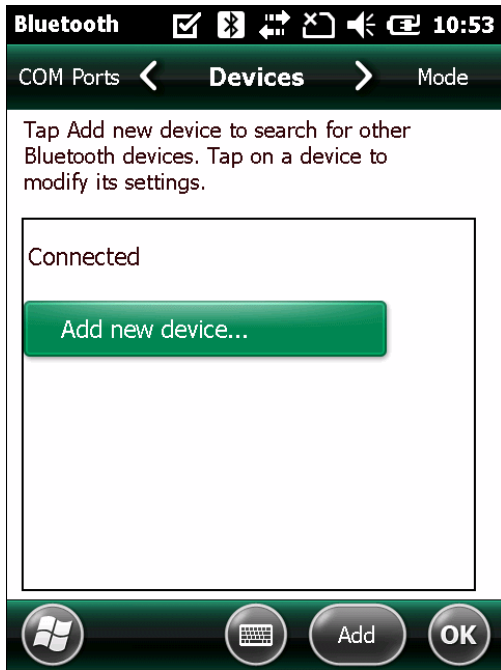 Bluetooth 10:53
COM Ports Devices Mode
Tap Add new device to search for other
Bluetooth devices. Tap on a device to
modify its settings.
Connected
Add new device...
Add OK